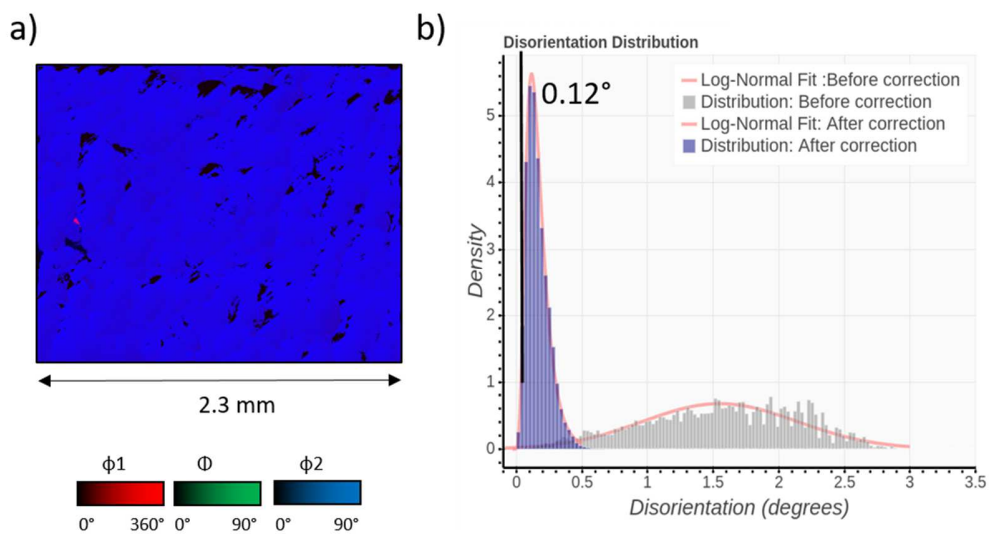 a)
2.3 mm
ϕ1 Φ ϕ2
0° 360° 0° 90° 0° 90°
b)
Disorientation Distribution
0.12°
Log-Normal Fit :Before correction
Distribution: Before correction
Log-Normal Fit: After correction
Distribution: After correction
Density
5
4
3
2
1
0
0 0.5 1 1.5 2 2.5 3 3.5
Disorientation (degrees)